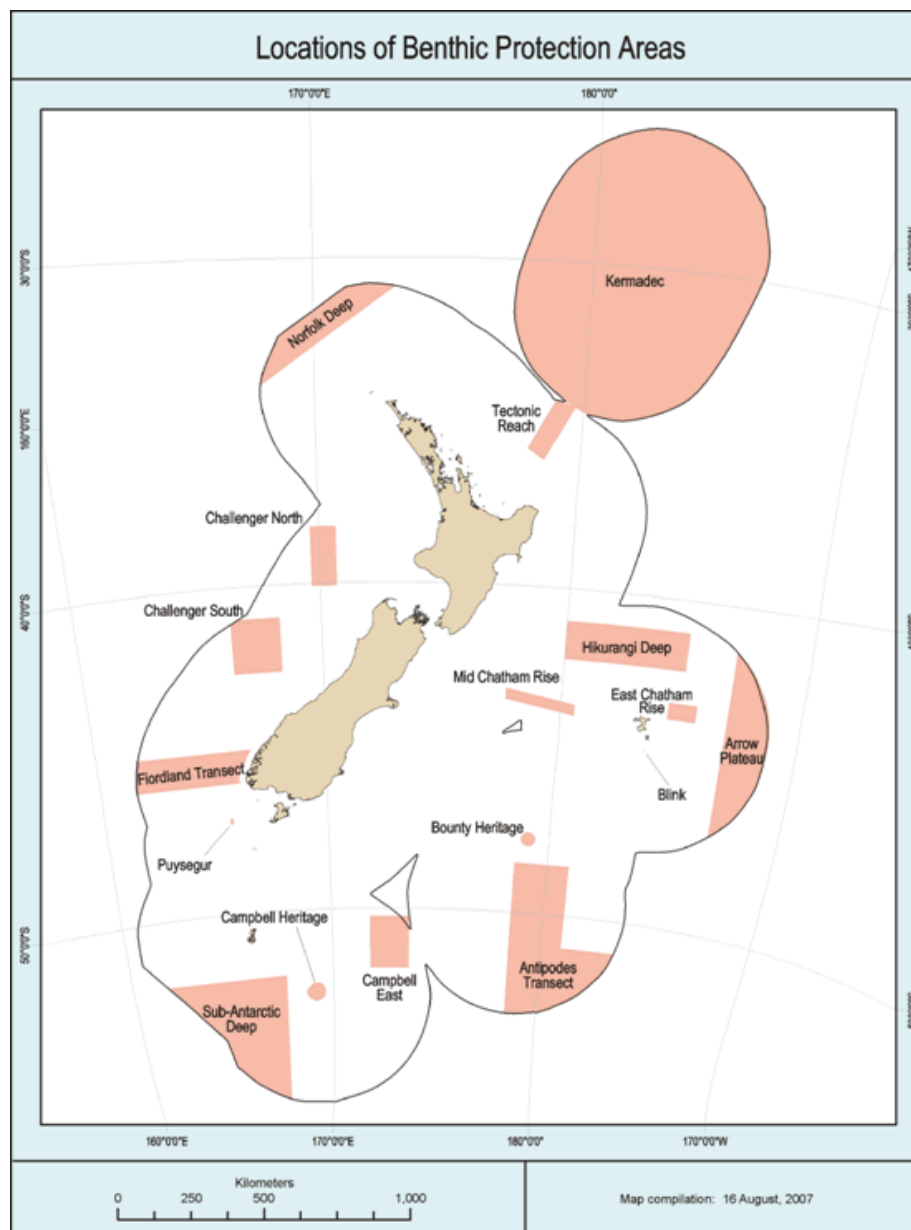 Locations of Benthic Protection Areas
170°0'0"E
180°0'0"
30°0'0"S
Kermadec
Norfolk Deep
160°0'0"E
Tectonic
Reach
Challenger North
40°0'0"S
Challenger South
Hikurangi Deep
Mid Chatham Rise
East Chatham
Rise
Arrow
Plateau
Fiordland Transect
Blink
Puysegur
Bounty Heritage
Campbell Heritage
50°0'0"S
Campbell
East
Antipodes
Transect
Sub-Antarctic
Deep
160°0'0"E
170°0'0"E
180°0'0"
170°0'0"W
Kilometers
0 250 500 1,000
Map compilation: 16 August, 2007